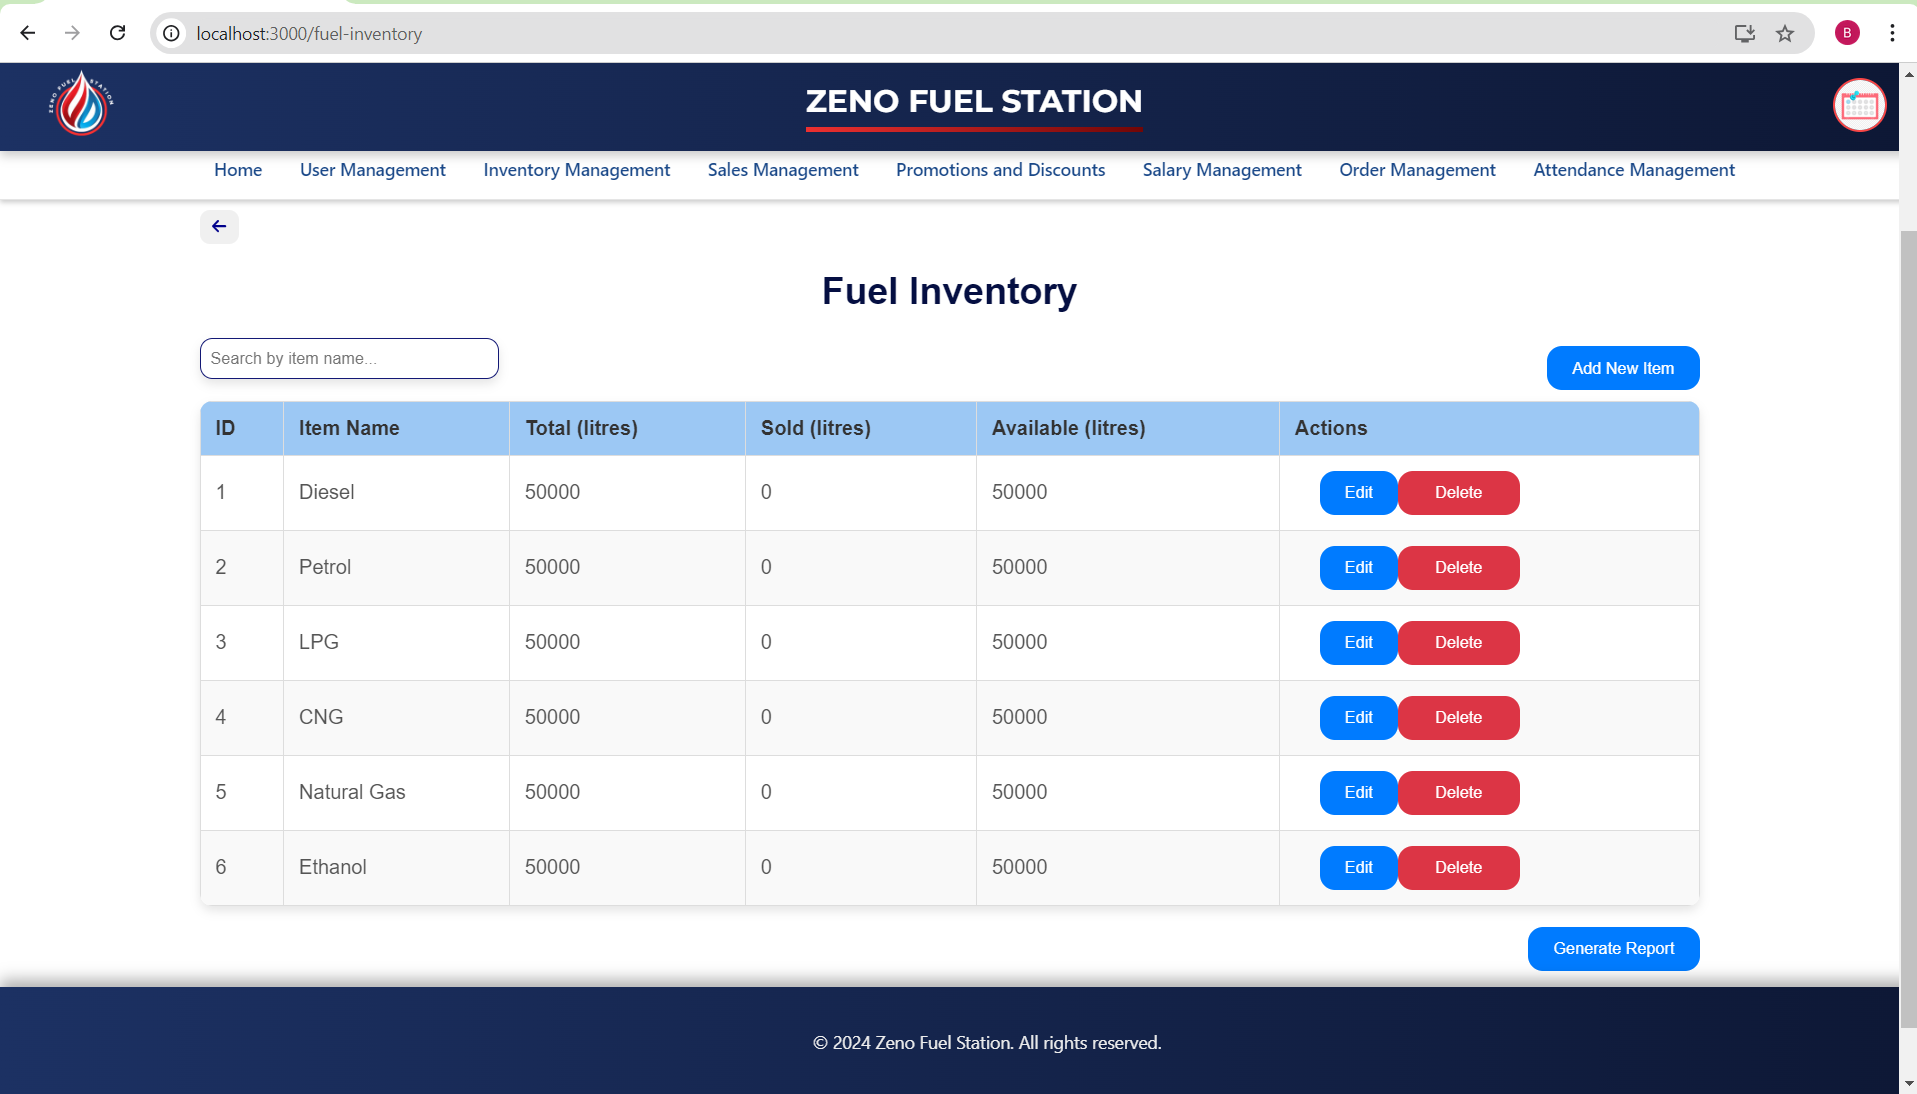 localhost:3000/fuel-inventory
B
ZENO FUEL STATION
ZENO FUEL STATION
Home User Management Inventory Management Sales Management Promotions and Discounts Salary Management Order Management Attendance Management
Fuel Inventory
Search by item name...
Add New Item
ID Item Name Total (litres) Sold (litres) Available (litres) Actions
1 Diesel 50000 0 50000 Edit Delete
2 Petrol 50000 0 50000 Edit Delete
3 LPG 50000 0 50000 Edit Delete
4 CNG 50000 0 50000 Edit Delete
5 Natural Gas 50000 0 50000 Edit Delete
6 Ethanol 50000 0 50000 Edit Delete
Generate Report
© 2024 Zeno Fuel Station. All rights reserved.